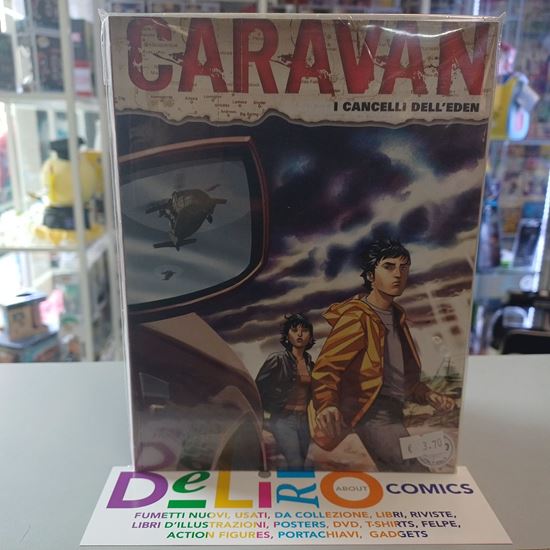 CARAVAN
I CANCELLI DELL'EDEN
€ 3.70
DeLiRiO ABOUT COMICS
FUMETTI NUOVI, USATI, DA COLLEZIONE, LIBRI, RIVISTE,
LIBRI D'ILLUSTRAZIONI, POSTERS, DVD, T-SHIRTS, FELPE,
ACTION FIGURES, PORTACHIAVI, GADGETS